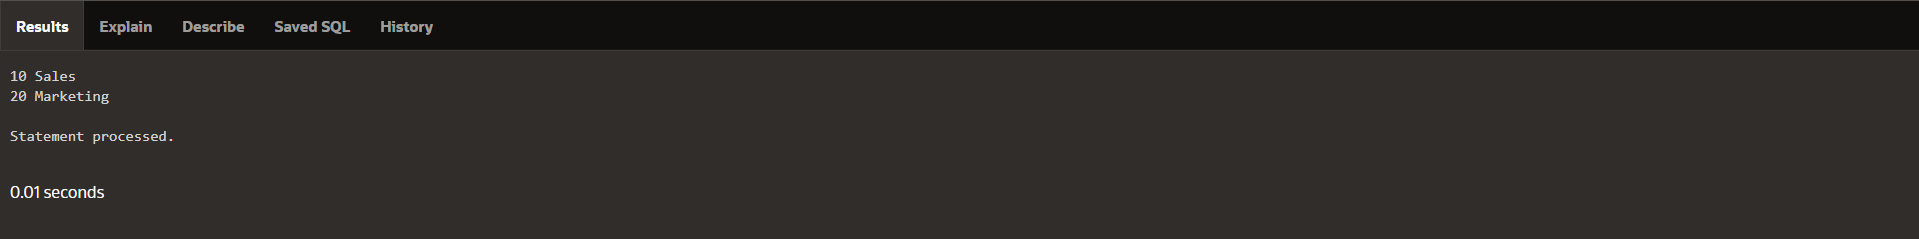 Results Explain Describe Saved SQL History
10 Sales
20 Marketing
Statement processed.
0.01 seconds